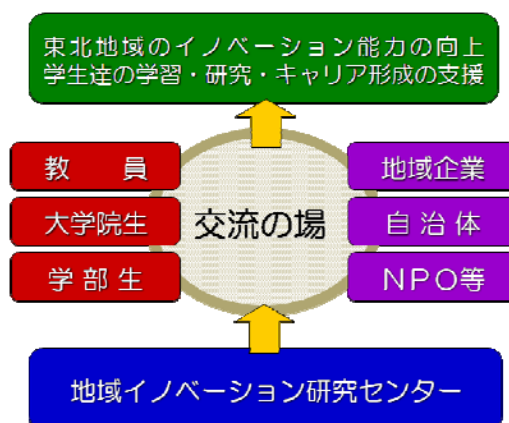 東北地域のイノベーション能力の向上
学生達の学習・研究・キャリア形成の支援
教　　員
大学院生
学 部 生
交流の場
地域企業
自 治 体
ＮＰＯ等
地域イノベーション研究センター